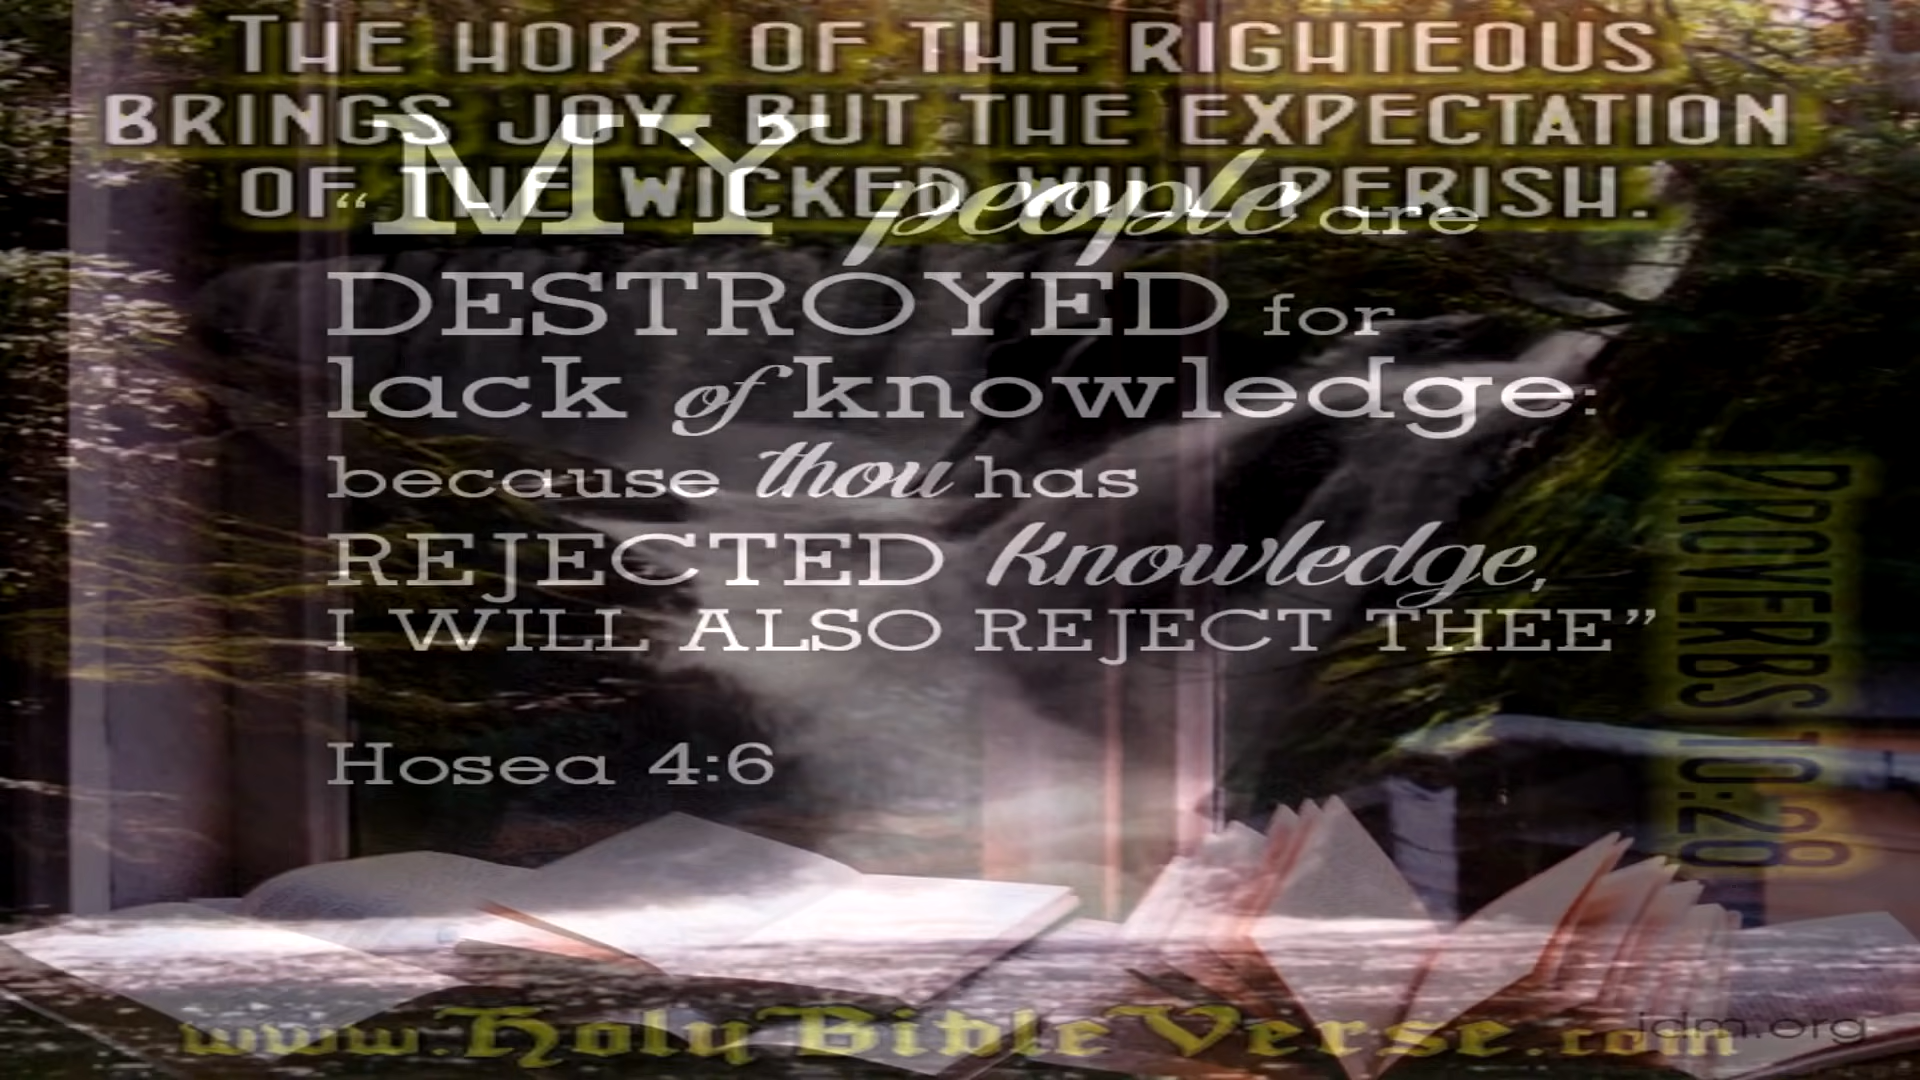 THE HOPE OF THE RIGHTEOUS
BRINGS JOY, BUT THE EXPECTATION
OF THE WICKED WILL PERISH.
“MY people are
DESTROYED for
lack of knowledge:
because thou has
REJECTED Knowledge,
I WILL ALSO REJECT THEE”
Hosea 4:6
PROVERBS 10:28
www.HolyBibleVerse.com
jdm.org